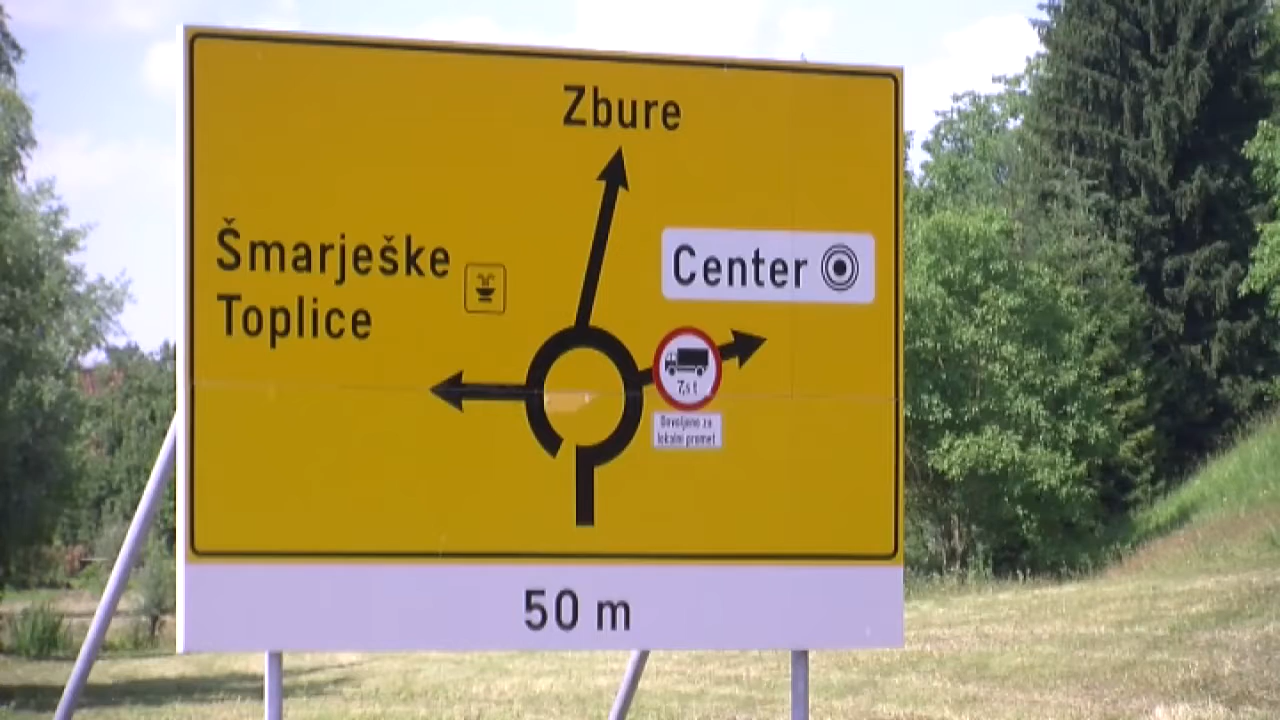 Zbure
Šmarješke
Toplice
Center
7,5 t
Dovoljeno za
lokalni promet
50 m